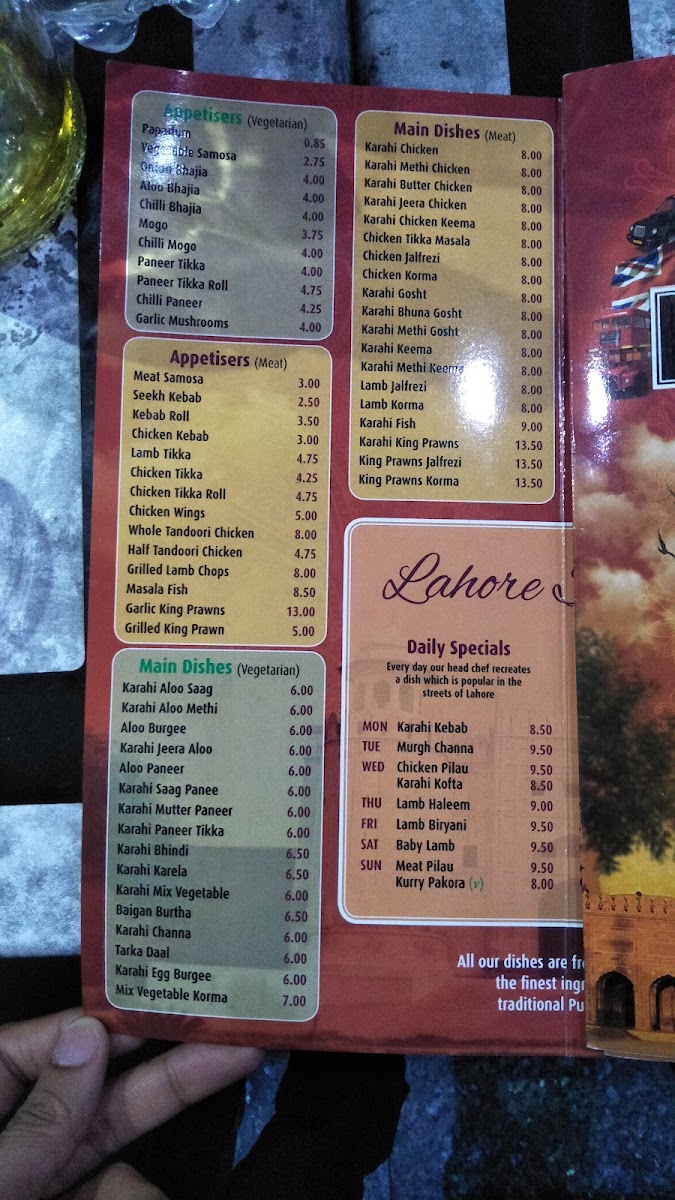 Appetisers (Vegetarian)
Papadum 0.85
Vegetable Samosa 2.75
Onion Bhajia 4.00
Aloo Bhajia 4.00
Chilli Bhajia 4.00
Mogo 3.75
Chilli Mogo 4.00
Paneer Tikka 4.00
Paneer Tikka Roll 4.75
Chilli Paneer 4.25
Garlic Mushrooms 4.00
Appetisers (Meat)
Meat Samosa 3.00
Seekh Kebab 2.50
Kebab Roll 3.50
Chicken Kebab 3.00
Lamb Tikka 4.75
Chicken Tikka 4.25
Chicken Tikka Roll 4.75
Chicken Wings 5.00
Whole Tandoori Chicken 8.00
Half Tandoori Chicken 4.75
Grilled Lamb Chops 8.00
Masala Fish 8.50
Garlic King Prawns 13.00
Grilled King Prawn 5.00
Main Dishes (Vegetarian)
Karahi Aloo Saag 6.00
Karahi Aloo Methi 6.00
Aloo Burgee 6.00
Karahi Jeera Aloo 6.00
Aloo Paneer 6.00
Karahi Saag Panee 6.00
Karahi Mutter Paneer 6.00
Karahi Paneer Tikka 6.00
Karahi Bhindi 6.50
Karahi Karela 6.50
Karahi Mix Vegetable 6.00
Baigan Burtha 6.50
Karahi Channa 6.00
Tarka Daal 6.00
Karahi Egg Burgee 6.00
Mix Vegetable Korma 7.00
Main Dishes (Meat)
Karahi Chicken 8.00
Karahi Methi Chicken 8.00
Karahi Butter Chicken 8.00
Karahi Jeera Chicken 8.00
Karahi Chicken Keema 8.00
Chicken Tikka Masala 8.00
Chicken Jalfrezi 8.00
Chicken Korma 8.00
Karahi Gosht 8.00
Karahi Bhuna Gosht 8.00
Karahi Methi Gosht 8.00
Karahi Keema 8.00
Karahi Methi Keema 8.00
Lamb Jalfrezi 8.00
Lamb Korma 8.00
Karahi Fish 9.00
Karahi King Prawns 13.50
King Prawns Jalfrezi 13.50
King Prawns Korma 13.50
Lahore
Daily Specials
Every day our head chef recreates
a dish which is popular in the
streets of Lahore
MON Karahi Kebab 8.50
TUE Murgh Channa 9.50
WED Chicken Pilau 9.50
Karahi Kofta 8.50
THU Lamb Haleem 9.00
FRI Lamb Biryani 9.50
SAT Baby Lamb 9.50
SUN Meat Pilau 9.50
Kurry Pakora (v) 8.00
All our dishes are fr
the finest ingr
traditional Pu